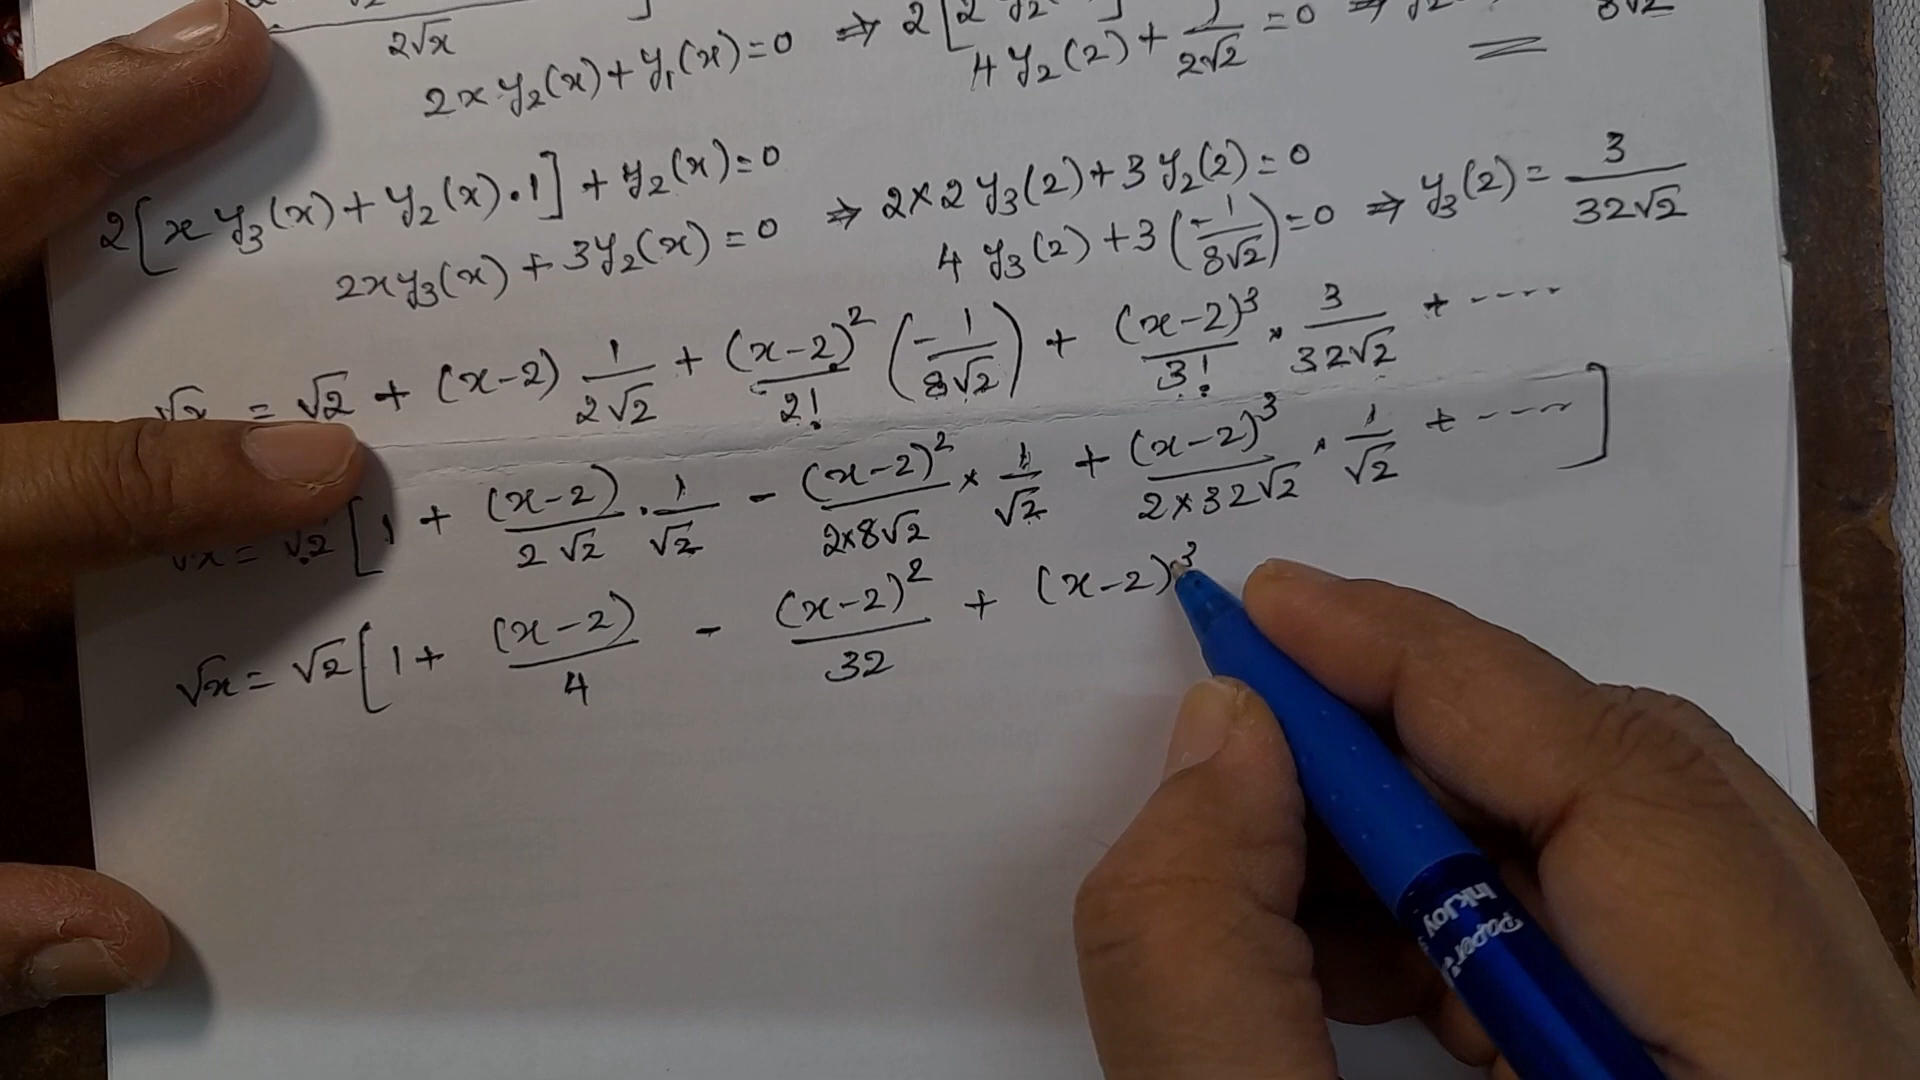 2√x
2x y₂(x) + y₁(x) = 0 ⇒ 2[2 y₂
4 y₂(2) + 1/2√2 = 0 ⇒
2[x y₃(x) + y₂(x)·1] + y₂(x) = 0
2x y₃(x) + 3y₂(x) = 0 ⇒ 2×2 y₃(2) + 3 y₂(2) = 0
4 y₃(2) + 3(-1/8√2) = 0 ⇒ y₃(2) = 3/32√2
√x = √2 + (x-2) 1/2√2 + (x-2)²/2! (-1/8√2) + (x-2)³/3! × 3/32√2 + ----
√x = √2 [1 + (x-2)/2√2 · 1/√2 - (x-2)²/2×8√2 × 1/√2 + (x-2)³/2×32√2 × 1/√2 + ----]
√x = √2 [1 + (x-2)/4 - (x-2)²/32 + (x-2)³
Paper
InkJoy